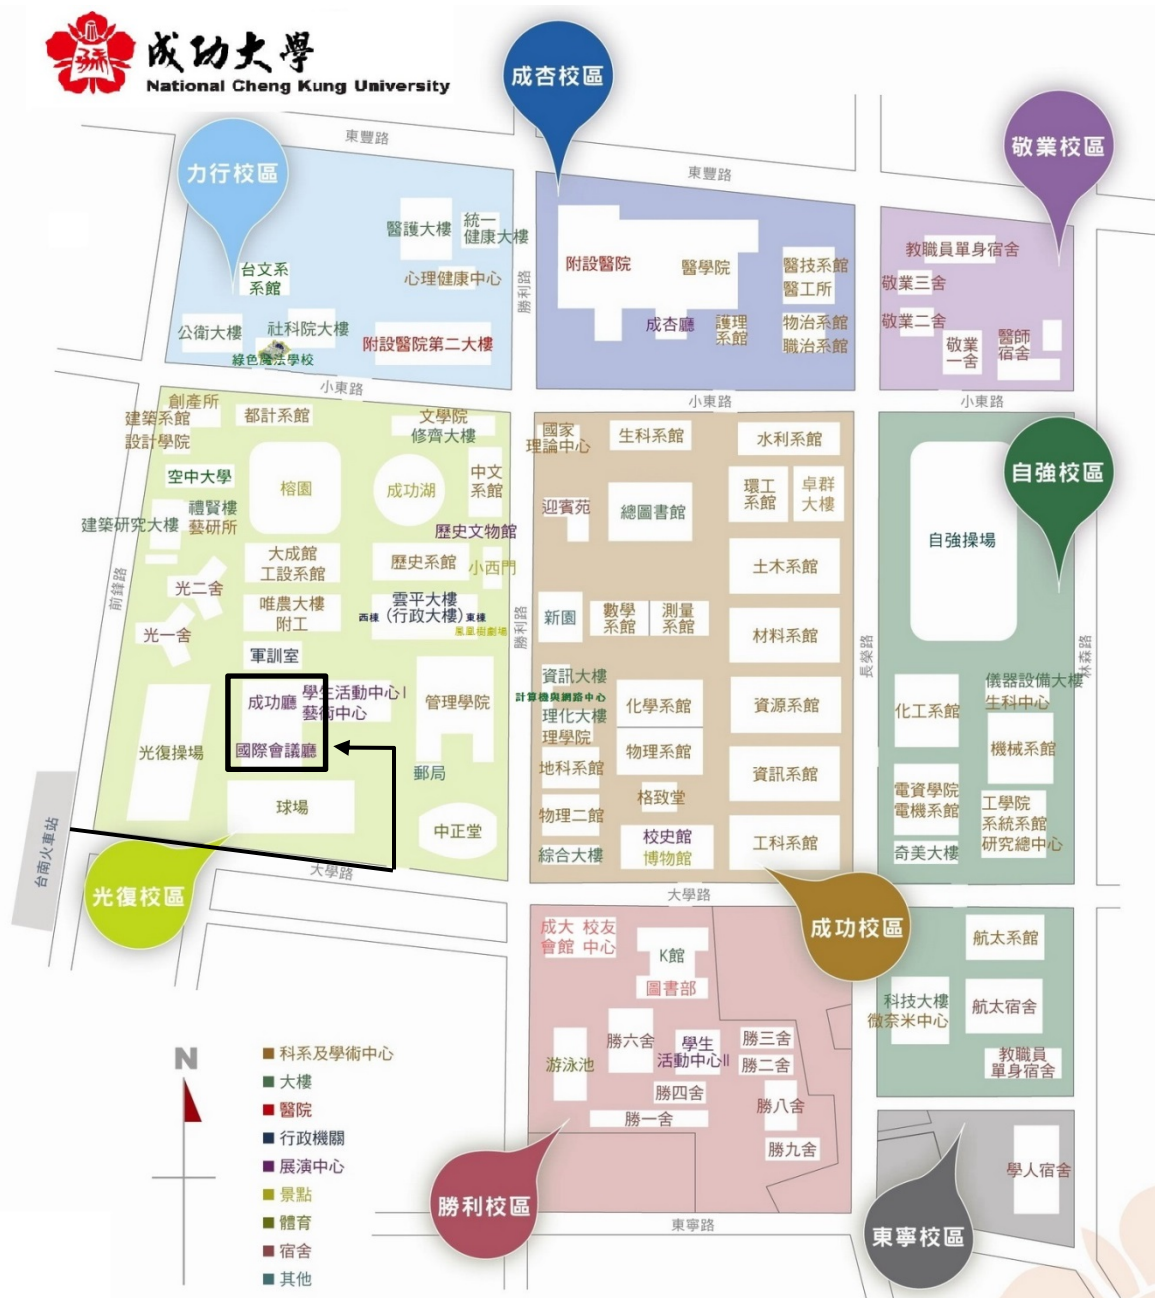 成功大學
National Cheng Kung University
成杏校區
力行校區
敬業校區
東豐路
東豐路
醫護大樓
統一
健康大樓
心理健康中心
台文系
系館
公衛大樓
社科院大樓
綠色魔法學校
附設醫院第二大樓
勝利路
附設醫院
醫學院
醫技系館
醫工所
成杏廳
護理
系館
物治系館
職治系館
教職員單身宿舍
敬業三舍
敬業二舍
敬業
一舍
醫師
宿舍
小東路
小東路
小東路
創產所
建築系館
設計學院
都計系館
文學院
修齊大樓
空中大學
榕園
成功湖
中文
系館
禮賢樓
建築研究大樓
藝研所
歷史文物館
大成館
工設系館
歷史系館
小西門
前鋒路
光二舍
唯農大樓
附工
雲平大樓
西棟
(行政大樓)
東棟
鳳凰樹劇場
光一舍
軍訓室
成功廳
學生活動中心I
藝術中心
管理學院
光復操場
國際會議廳
郵局
球場
中正堂
台南火車站
光復校區
大學路
勝利路
國家
理論中心
生科系館
水利系館
迎賓苑
總圖書館
環工
系館
卓群
大樓
土木系館
新園
數學
系館
測量
系館
材料系館
資訊大樓
計算機與網路中心
理化大樓
理學院
化學系館
資源系館
地科系館
物理系館
資訊系館
物理二館
格致堂
綜合大樓
校史館
博物館
工科系館
大學路
成功校區
長榮路
自強校區
自強操場
林森路
儀器設備大樓
生科中心
化工系館
機械系館
電資學院
電機系館
工學院
系統系館
研究總中心
奇美大樓
航太系館
科技大樓
微奈米中心
航太宿舍
教職員
單身宿舍
成大
會館
校友
中心
K館
圖書部
勝六舍
學生
活動中心II
勝三舍
勝二舍
游泳池
勝四舍
勝八舍
勝一舍
勝九舍
勝利校區
東寧路
學人宿舍
東寧校區
N
科系及學術中心
大樓
醫院
行政機關
展演中心
景點
體育
宿舍
其他